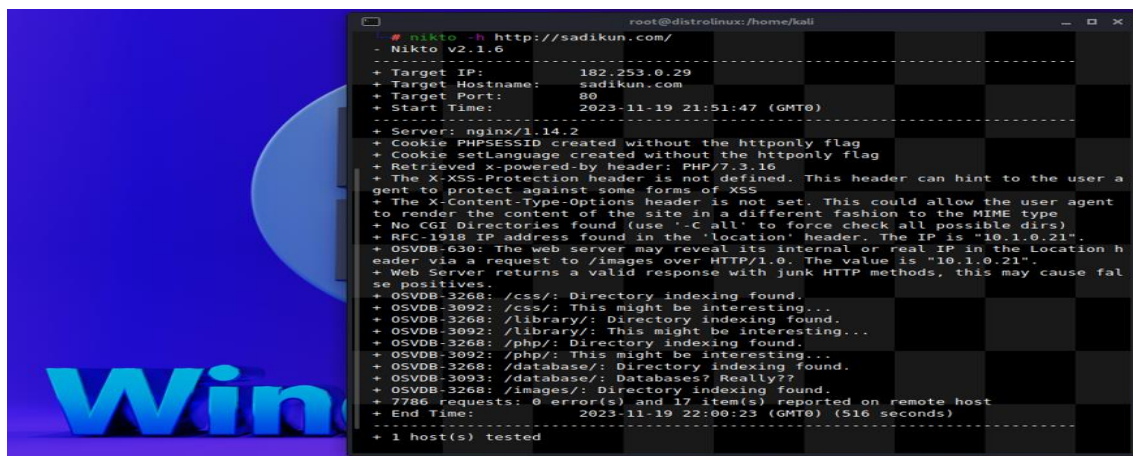 root@distrolinux:/home/kali
# nikto -h http://sadikun.com/
- Nikto v2.1.6
---------------------------------------------------------------------------
+ Target IP:          182.253.0.29
+ Target Hostname:    sadikun.com
+ Target Port:        80
+ Start Time:         2023-11-19 21:51:47 (GMT0)
---------------------------------------------------------------------------
+ Server: nginx/1.14.2
+ Cookie PHPSESSID created without the httponly flag
+ Cookie setLanguage created without the httponly flag
+ Retrieved x-powered-by header: PHP/7.3.16
+ The X-XSS-Protection header is not defined. This header can hint to the user a
gent to protect against some forms of XSS
+ The X-Content-Type-Options header is not set. This could allow the user agent
to render the content of the site in a different fashion to the MIME type
+ No CGI Directories found (use '-C all' to force check all possible dirs)
+ RFC-1918 IP address found in the 'location' header. The IP is "10.1.0.21".
+ OSVDB-630: The web server may reveal its internal or real IP in the Location h
eader via a request to /images over HTTP/1.0. The value is "10.1.0.21".
+ Web Server returns a valid response with junk HTTP methods, this may cause fal
se positives.
+ OSVDB-3268: /css/: Directory indexing found.
+ OSVDB-3092: /css/: This might be interesting...
+ OSVDB-3268: /library/: Directory indexing found.
+ OSVDB-3092: /library/: This might be interesting...
+ OSVDB-3268: /php/: Directory indexing found.
+ OSVDB-3092: /php/: This might be interesting...
+ OSVDB-3268: /database/: Directory indexing found.
+ OSVDB-3093: /database/: Databases? Really??
+ OSVDB-3268: /images/: Directory indexing found.
+ 7786 requests: 0 error(s) and 17 item(s) reported on remote host
+ End Time:           2023-11-19 22:00:23 (GMT0) (516 seconds)
---------------------------------------------------------------------------
+ 1 host(s) tested
Win